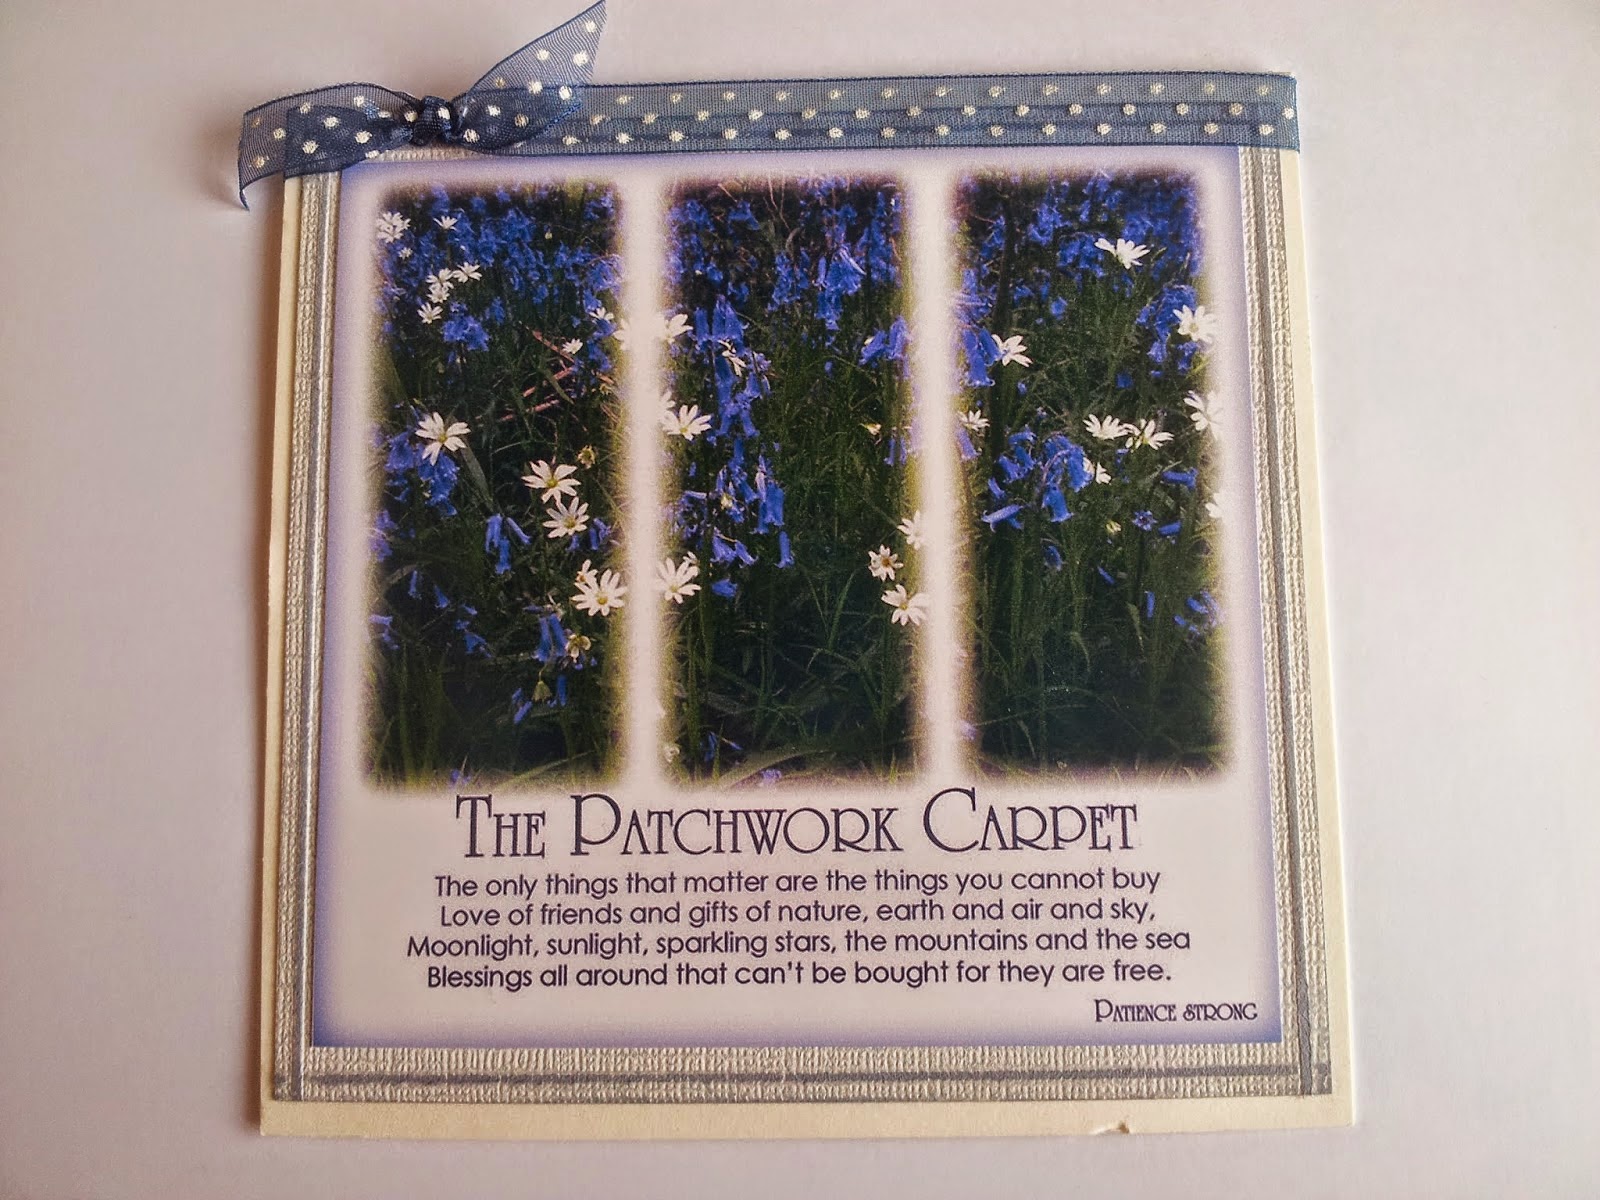 The Patchwork Carpet
The only things that matter are the things you cannot buy
Love of friends and gifts of nature, earth and air and sky,
Moonlight, sunlight, sparkling stars, the mountains and the sea
Blessings all around that can't be bought for they are free.
Patience Strong